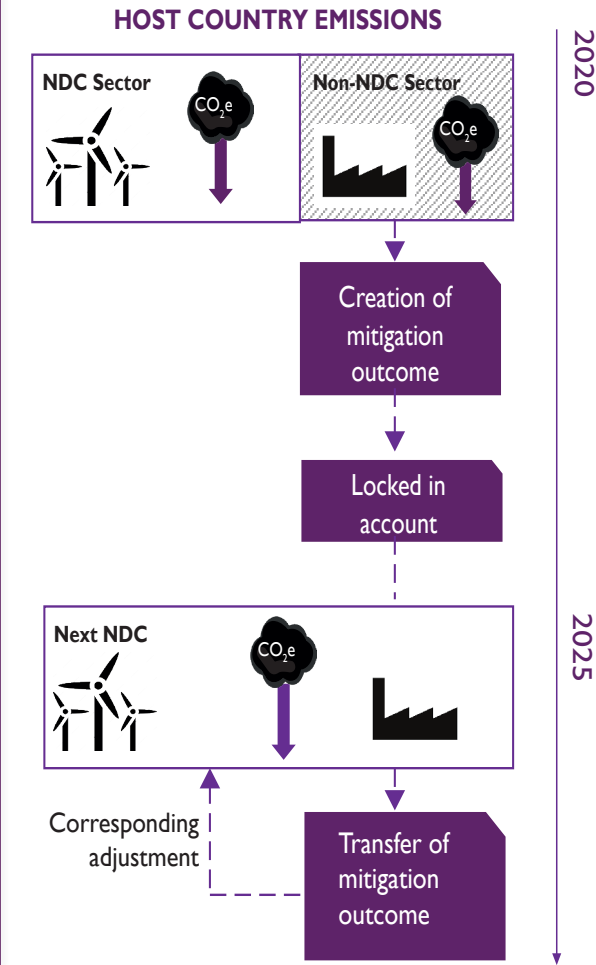 HOST COUNTRY EMISSIONS
2020
NDC Sector
CO₂e
Non-NDC Sector
CO₂e
Creation of
mitigation
outcome
Locked in
account
2025
Next NDC
CO₂e
Corresponding
adjustment
Transfer of
mitigation
outcome